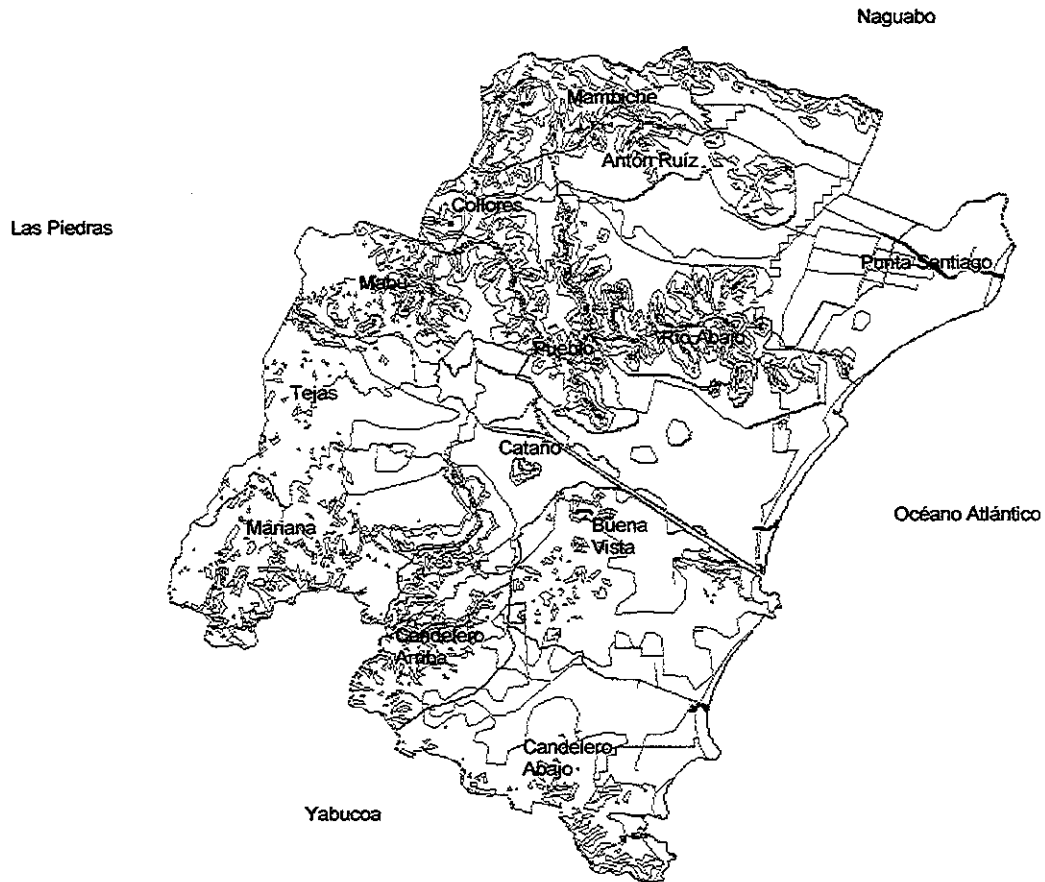 Naguabo
Mambiche
Antón Ruíz
Collores
Las Piedras
Punta Santiago
Mabú
Pueblo
Río Abajo
Tejas
Cataño
Océano Atlántico
Mariana
Buena
Vista
Candelero
Arriba
Candelero
Abajo
Yabucoa